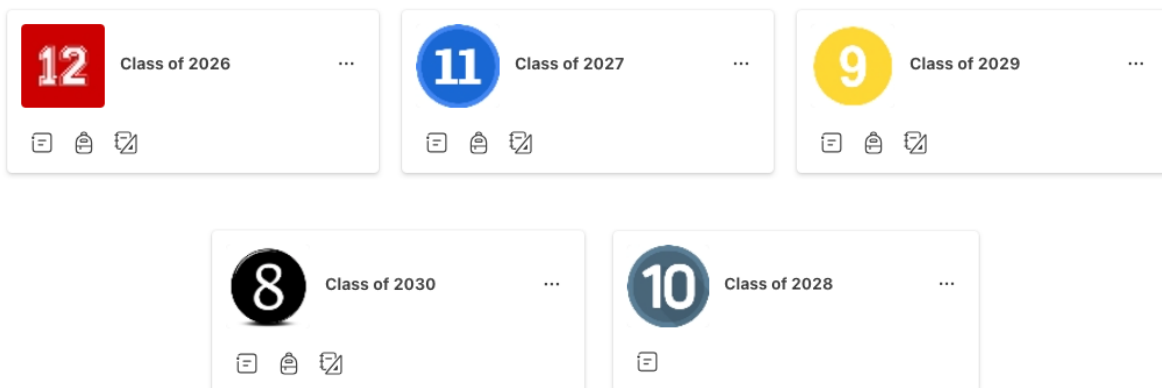 12 Class of 2026 ...
11 Class of 2027 ...
9 Class of 2029 ...
8 Class of 2030 ...
10 Class of 2028 ...